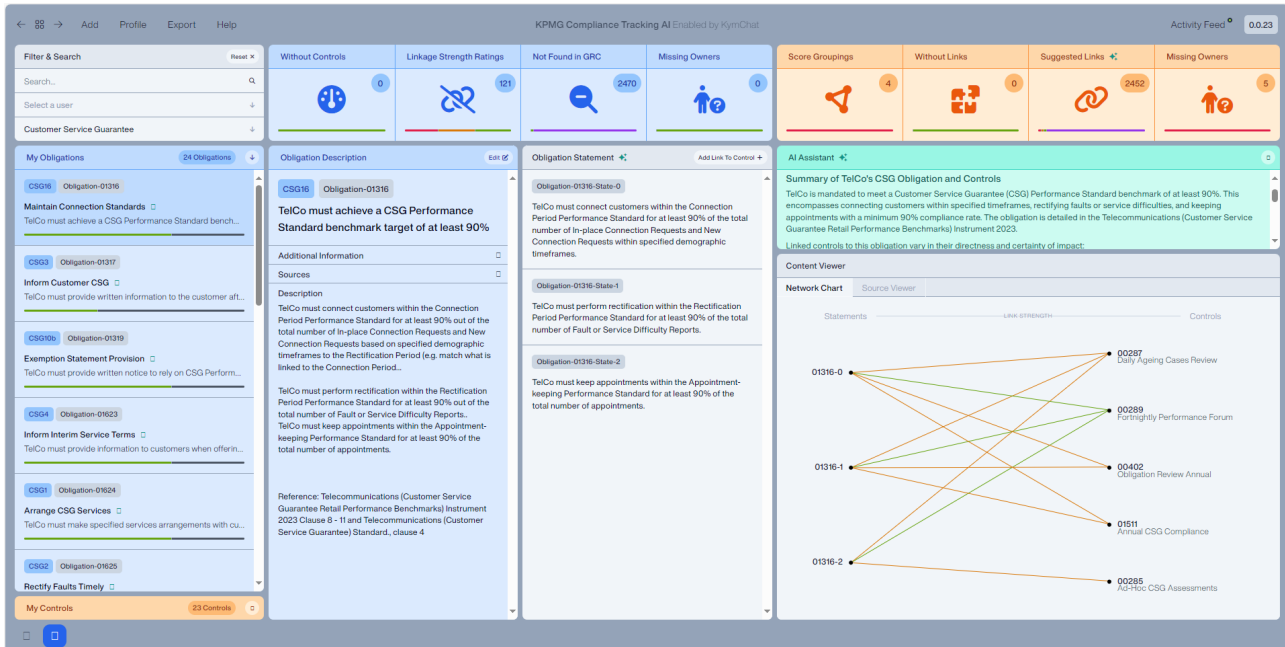 Add Profile Export Help
KPMG Compliance Tracking AI Enabled by KymChat
Activity Feed 0.0.23
Filter & Search Reset ×
Search...
Select a user
Customer Service Guarantee
Without Controls 0
Linkage Strength Ratings 121
Not Found in GRC 2470
Missing Owners 0
Score Groupings 4
Without Links 0
Suggested Links 2452
Missing Owners 5
My Obligations 24 Obligations
CSG16 Obligation-01316
Maintain Connection Standards
TelCo must achieve a CSG Performance Standard bench...
CSG3 Obligation-01317
Inform Customer CSG
TelCo must provide written information to the customer aft...
CSG10b Obligation-01319
Exemption Statement Provision
TelCo must provide written notice to rely on CSG Perform...
CSG4 Obligation-01623
Inform Interim Service Terms
TelCo must provide information to customers when offerin...
CSG1 Obligation-01624
Arrange CSG Services
TelCo must make specified services arrangements with cu...
CSG2 Obligation-01625
Rectify Faults Timely
My Controls 23 Controls
Obligation Description Edit
CSG16 Obligation-01316
TelCo must achieve a CSG Performance
Standard benchmark target of at least 90%
Additional Information
Sources
Description
TelCo must connect customers within the Connection
Period Performance Standard for at least 90% out of the
total number of In-place Connection Requests and New
Connection Requests based on specified demographic
timeframes to the Rectification Period (e.g. match what is
linked to the Connection Period...
TelCo must perform rectification within the Rectification
Period Performance Standard for at least 90% out of the
total number of Fault or Service Difficulty Reports..
TelCo must keep appointments within the Appointment-
keeping Performance Standard for at least 90% of the
total number of appointments.
Reference: Telecommunications (Customer Service
Guarantee Retail Performance Benchmarks) Instrument
2023 Clause 8 - 11 and Telecommunications (Customer
Service Guarantee) Standard., clause 4
Obligation Statement Add Link To Control +
Obligation-01316-State-0
TelCo must connect customers within the Connection
Period Performance Standard for at least 90% of the total
number of In-place Connection Requests and New
Connection Requests within specified demographic
timeframes.
Obligation-01316-State-1
TelCo must perform rectification within the Rectification
Period Performance Standard for at least 90% of the total
number of Fault or Service Difficulty Reports.
Obligation-01316-State-2
TelCo must keep appointments within the Appointment-
keeping Performance Standard for at least 90% of the
total number of appointments.
AI Assistant
Summary of TelCo's CSG Obligation and Controls
TelCo is mandated to meet a Customer Service Guarantee (CSG) Performance Standard benchmark of at least 90%. This
encompasses connecting customers within specified timeframes, rectifying faults or service difficulties, and keeping
appointments with a minimum 90% compliance rate. The obligation is detailed in the Telecommunications (Customer Service
Guarantee Retail Performance Benchmarks) Instrument 2023.
Linked controls to this obligation vary in their directness and certainty of impact:
Content Viewer
Network Chart Source Viewer
Statements LINK STRENGTH Controls
01316-0
01316-1
01316-2
00287
Daily Ageing Cases Review
00289
Fortnightly Performance Forum
00402
Obligation Review Annual
01511
Annual CSG Compliance
00285
Ad-Hoc CSG Assessments